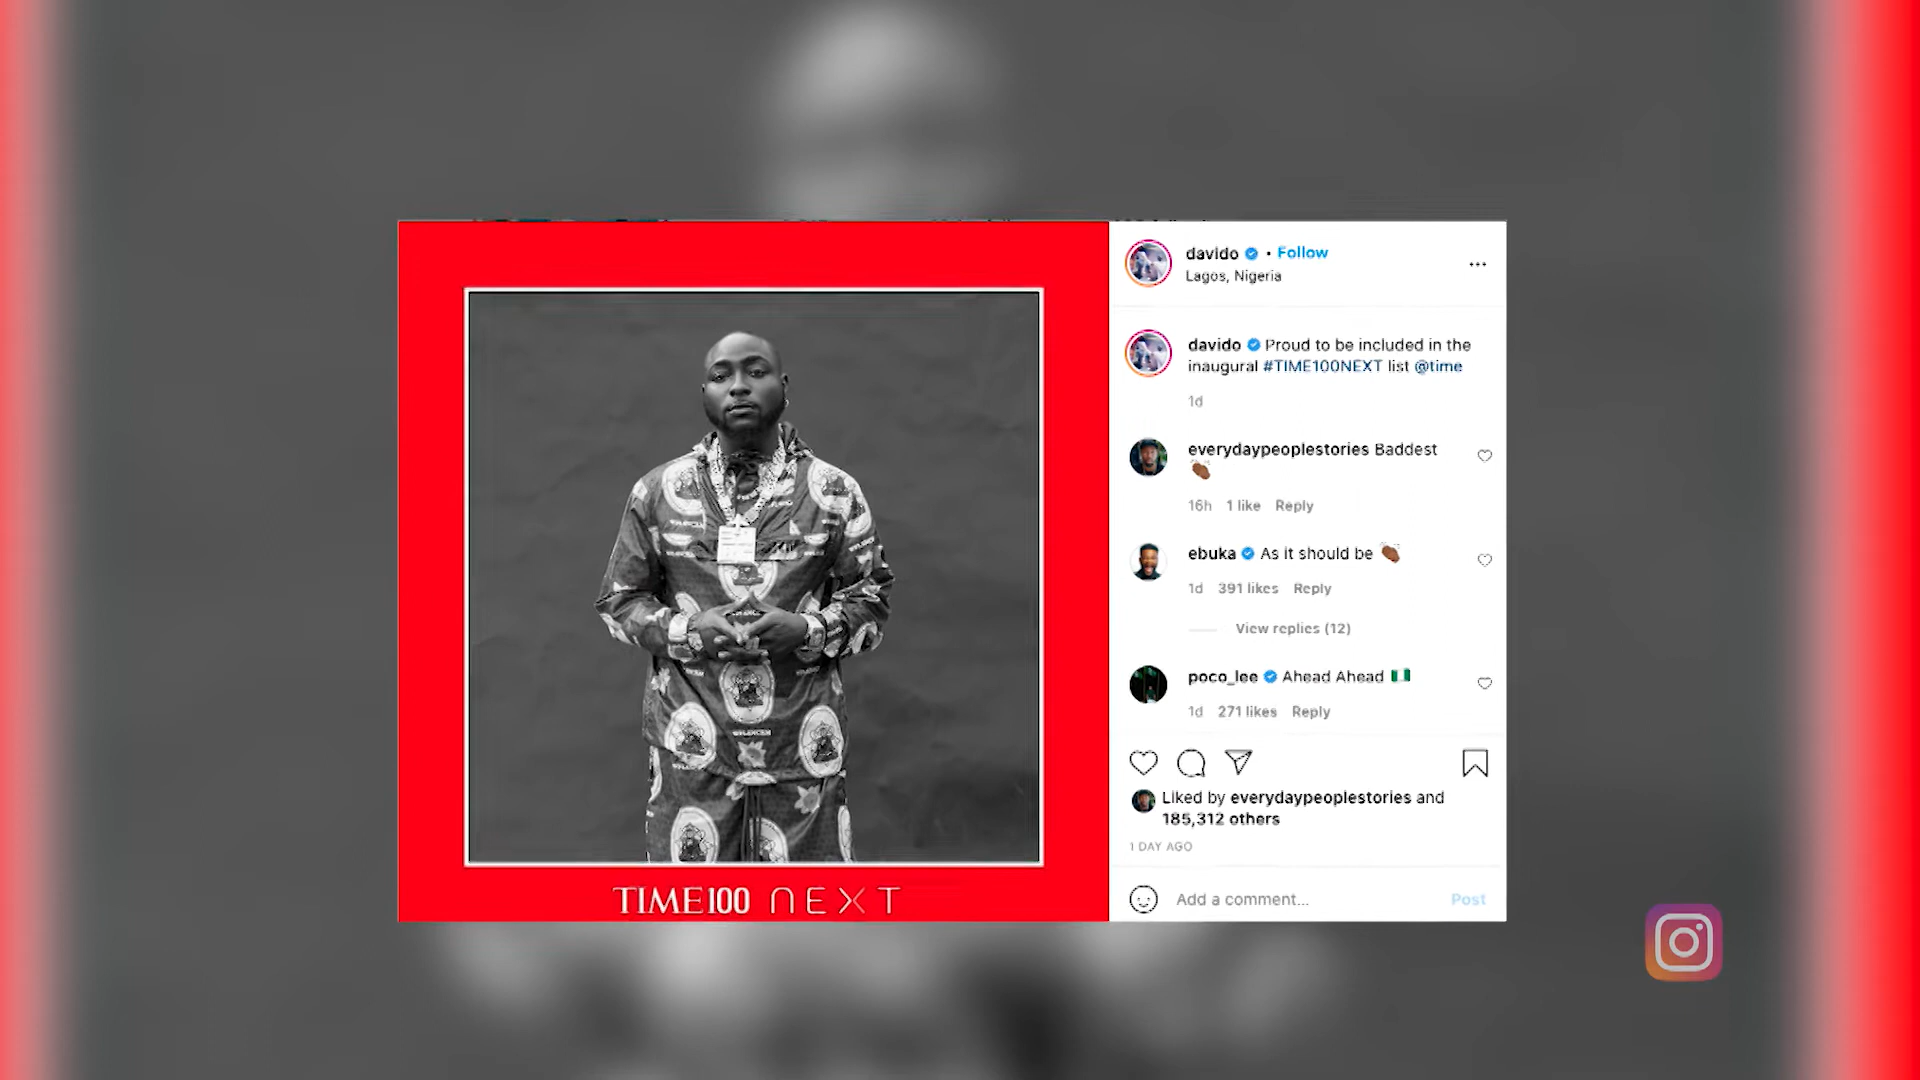 TIME100 NEXT
davido • Follow
Lagos, Nigeria
davido Proud to be included in the
inaugural #TIME100NEXT list @time
1d
everydaypeoplestories Baddest
👏🏾
16h 1 like Reply
ebuka As it should be 👏🏾
1d 391 likes Reply
View replies (12)
poco_lee Ahead Ahead 🇳🇬
1d 271 likes Reply
Liked by everydaypeoplestories and
185,312 others
1 DAY AGO
Add a comment... Post